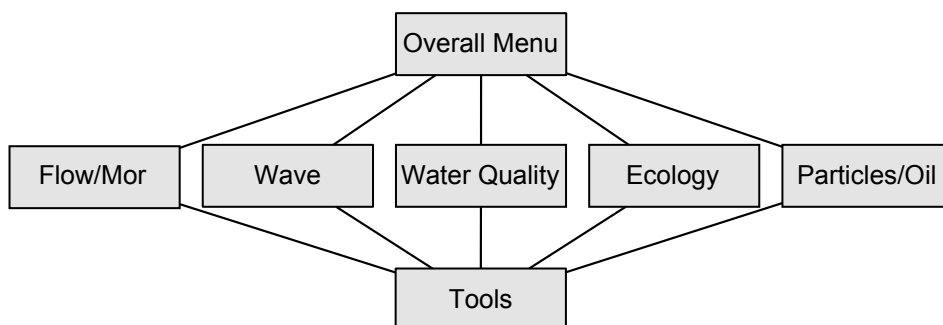 Overall Menu
Flow/Mor
Wave
Water Quality
Ecology
Particles/Oil
Tools